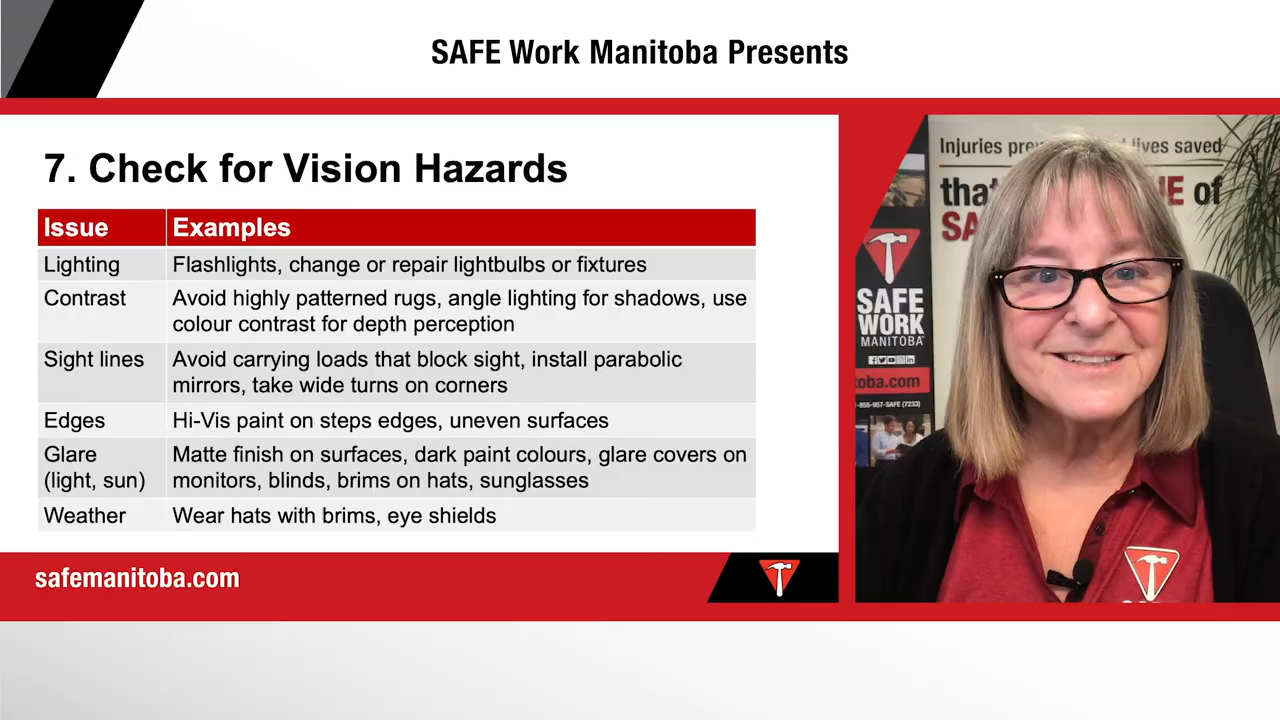 SAFE Work Manitoba Presents
7. Check for Vision Hazards
Issue Examples
Lighting Flashlights, change or repair lightbulbs or fixtures
Contrast Avoid highly patterned rugs, angle lighting for shadows, use
colour contrast for depth perception
Sight lines Avoid carrying loads that block sight, install parabolic
mirrors, take wide turns on corners
Edges Hi-Vis paint on steps edges, uneven surfaces
Glare Matte finish on surfaces, dark paint colours, glare covers on
(light, sun) monitors, blinds, brims on hats, sunglasses
Weather Wear hats with brims, eye shields
safemanitoba.com
Injuries lives saved
of
SAFE
WORK
MANITOBA
toba.com
-855-957-SAFE (7233)